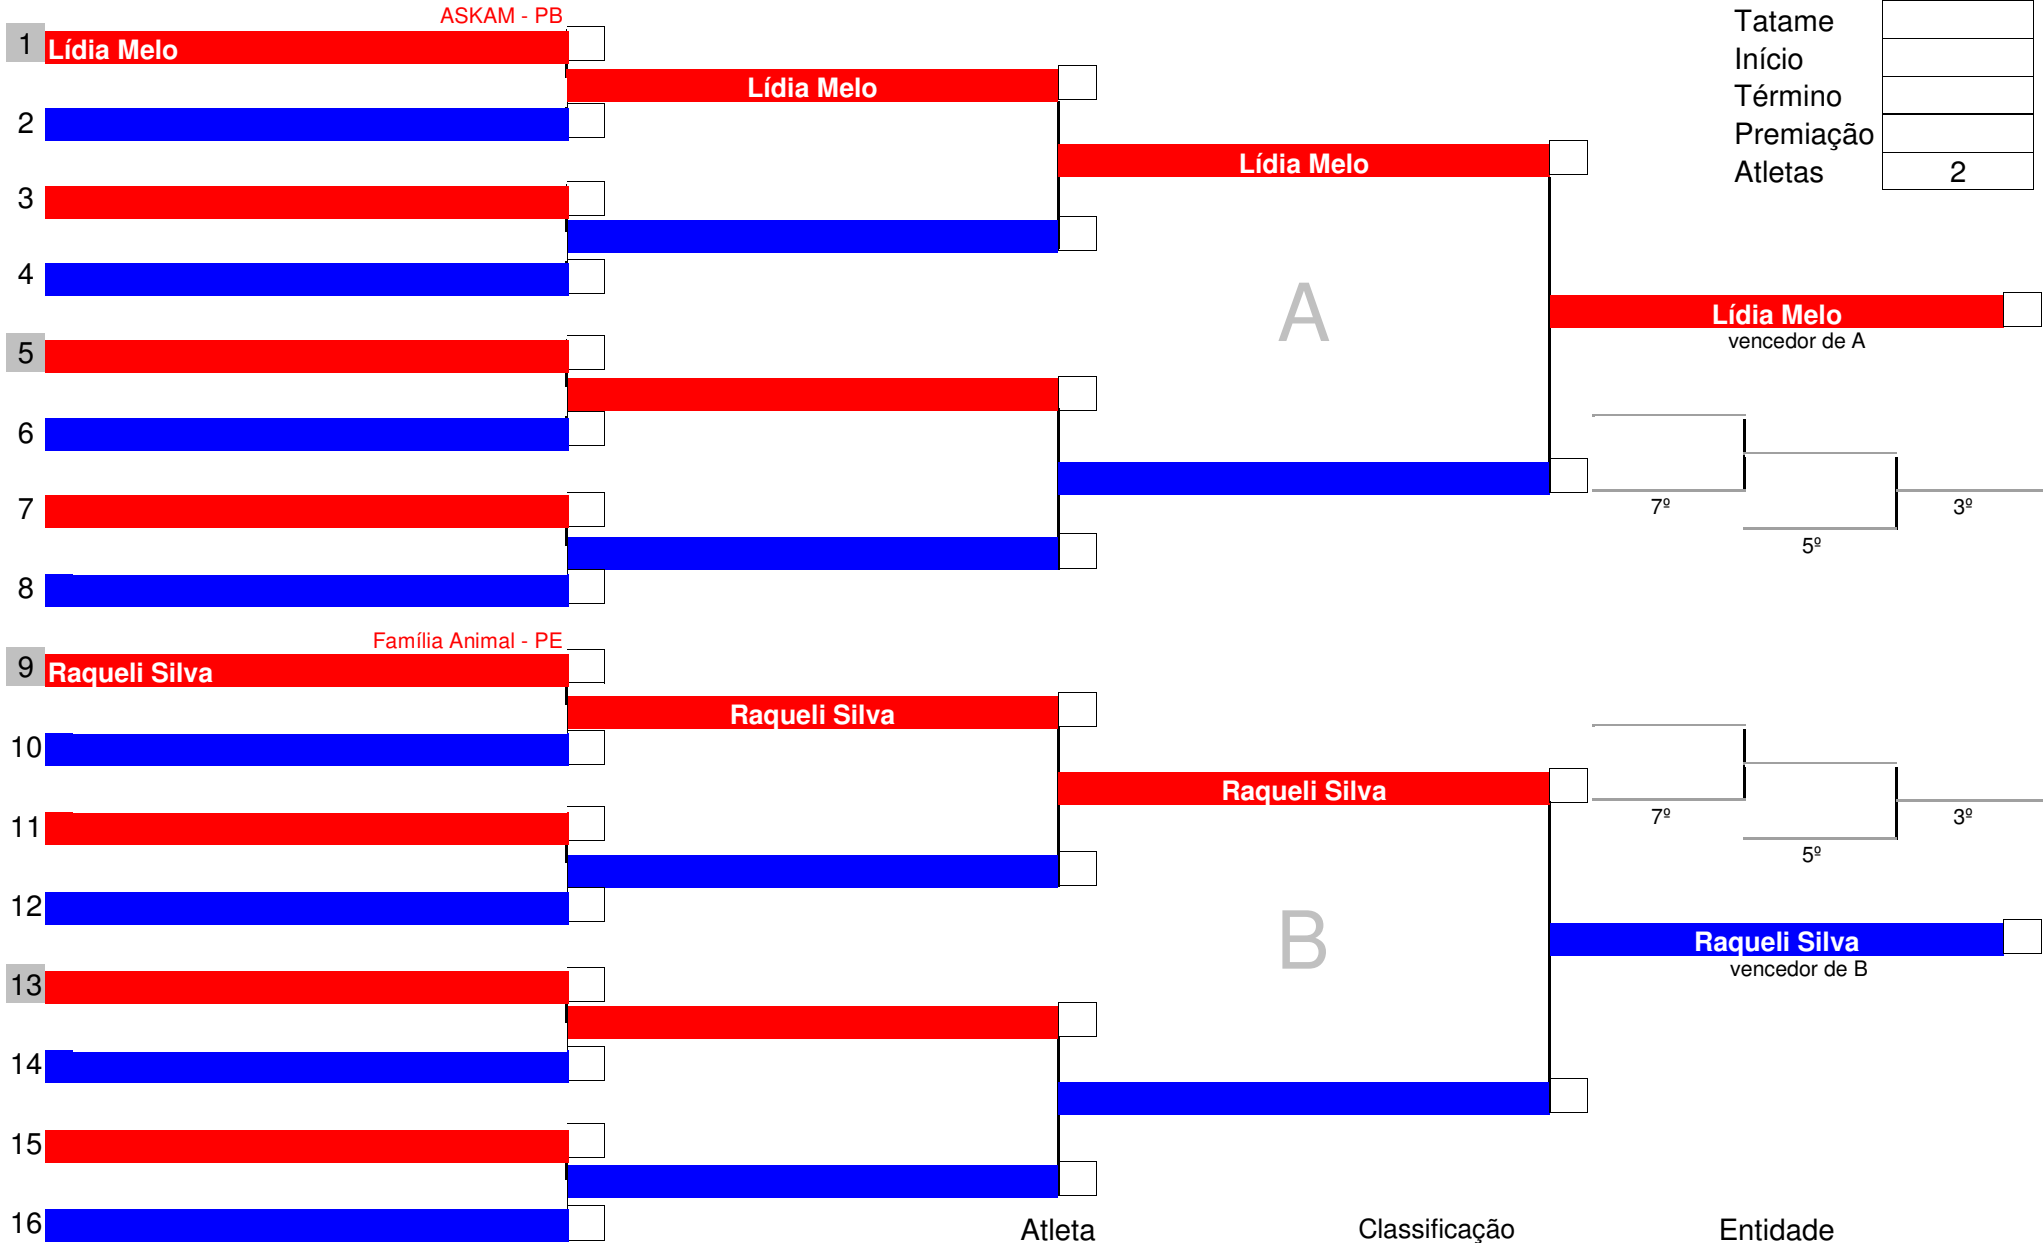 ASKAM - PB
Tatame
1 Lídia Melo
Início
Lídia Melo
Término
2
Premiação
Lídia Melo
Atletas 2
3
4
A
Lídia Melo
vencedor de A
5
6
7
7º 3º
5º
8
Família Animal - PE
9 Raqueli Silva
Raqueli Silva
10
Raqueli Silva
7º 3º
11
5º
12
B
Raqueli Silva
vencedor de B
13
14
15
16
Atleta Classificação Entidade